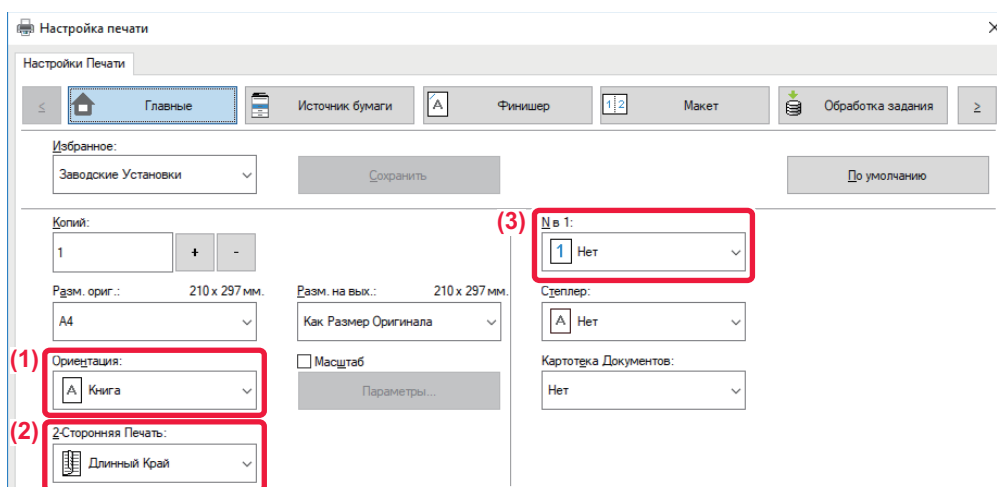 Настройка печати
Настройки Печати
Главные
Источник бумаги
Финишер
Макет
Обработка задания
Избранное:
Заводские Установки
Сохранить
По умолчанию
Копий:
1
+
-
(3)
N в 1:
1 Нет
Разм. ориг.: 210 x 297 мм.
A4
Разм. на вых.: 210 x 297 мм.
Как Размер Оригинала
Степлер:
Нет
(1)
Ориентация:
Книга
Масштаб
Параметры...
Картотека Документов:
Нет
(2)
2-Сторонняя Печать:
Длинный Край